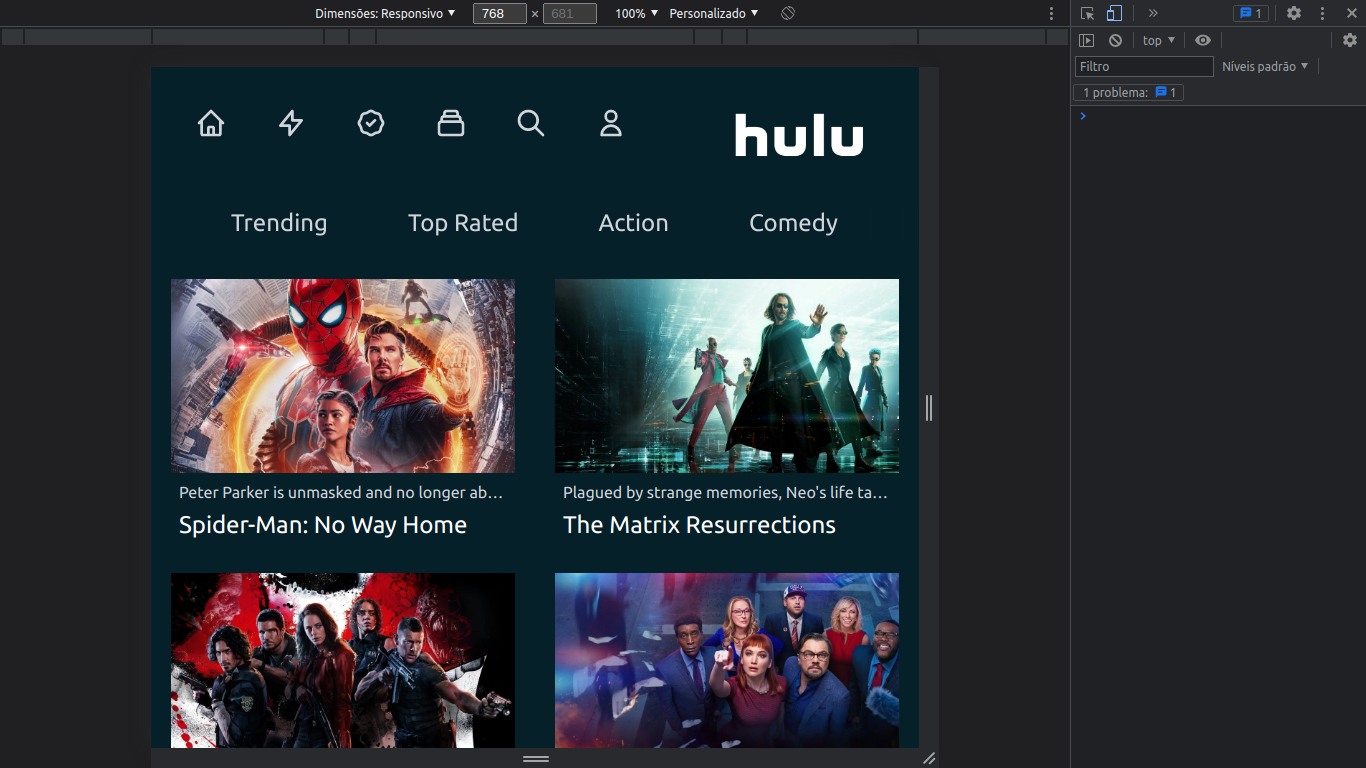 Dimensões: Responsivo 768 × 681 100% Personalizado
1
top
Filtro Níveis padrão
1 problema: 1
hulu
Trending Top Rated Action Comedy
Peter Parker is unmasked and no longer ab…
Spider-Man: No Way Home
Plagued by strange memories, Neo's life ta…
The Matrix Resurrections